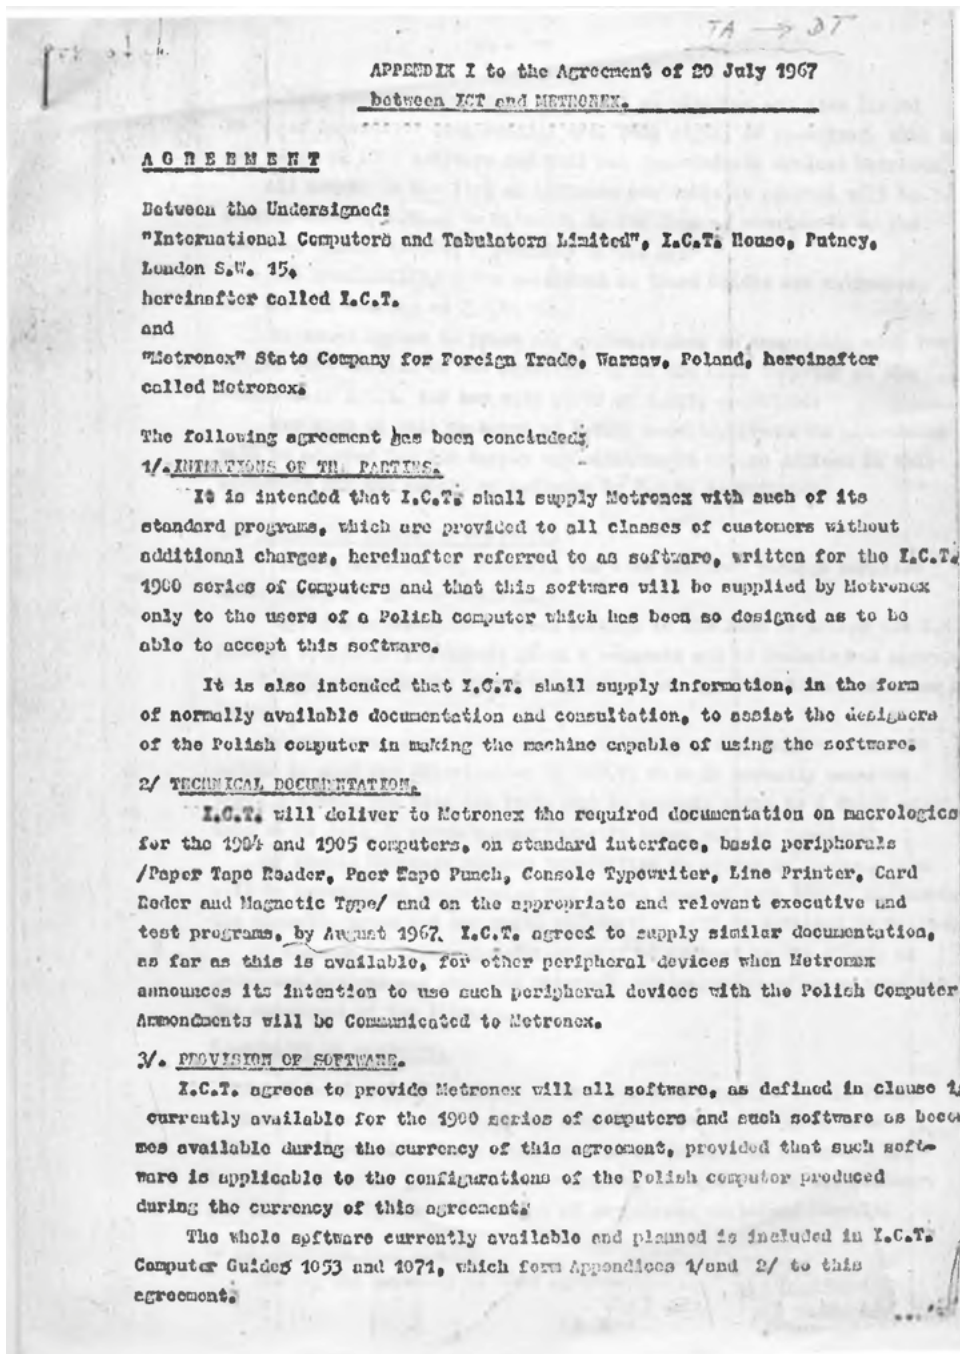 TA → DT
APPENDIX I to the Agreement of 20 July 1967
between ICT and METRONEX.
A G R E E M E N T
Between the Undersigned:
"International Computers and Tabulators Limited", I.C.T. House, Putney,
London S.W. 15,
hereinafter called I.C.T.
and
"Metronex" State Company for Foreign Trade, Warsaw, Poland, hereinafter
called Metronex.
The following agreement has been concluded:
1/. INTENTIONS OF THE PARTIES.
It is intended that I.C.T. shall supply Metronex with such of its
standard programs, which are provided to all classes of customers without
additional charges, hereinafter referred to as software, written for the I.C.T.
1900 series of Computers and that this software will be supplied by Metronex
only to the users of a Polish computer which has been so designed as to be
able to accept this software.
It is also intended that I.C.T. shall supply information, in the form
of normally available documentation and consultation, to assist the designers
of the Polish computer in making the machine capable of using the software.
2/ TECHNICAL DOCUMENTATION.
I.C.T. will deliver to Metronex the required documentation on macrologics
for the 1904 and 1905 computers, on standard interface, basic peripherals
/Paper Tape Reader, Paer Tape Punch, Console Typewriter, Line Printer, Card
Reder and Magnetic Tape/ and on the appropriate and relevant executive and
test programs, by August 1967. I.C.T. agreed to supply similar documentation,
as far as this is available, for other peripheral devices when Metronex
announces its intention to use such peripheral devices with the Polish Computer
Ammondments will be Communicated to Metronex.
3/. PROVISION OF SOFTWARE.
I.C.T. agrees to provide Metronex will all software, as defined in clause 1,
currently available for the 1900 series of computers and such software as beco-
mes available during the currency of this agreement, provided that such soft-
ware is applicable to the configurations of the Polish computer produced
during the currency of this agreement.
The whole software currently available and planned is included in I.C.T.
Computer Guides 1053 and 1071, which form Appendices 1/and 2/ to this
agreement.